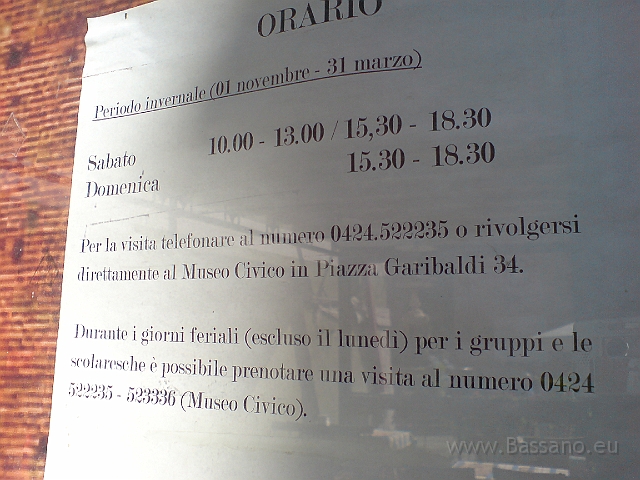 ORARIO
Periodo invernale (01 novembre - 31 marzo)
Sabato 10.00 - 13.00 / 15,30 - 18.30
Domenica 15.30 - 18.30
Per la visita telefonare al numero 0424.522235 o rivolgersi
direttamente al Museo Civico in Piazza Garibaldi 34.
Durante i giorni feriali (escluso il lunedì) per i gruppi e le
scolaresche è possibile prenotare una visita al numero 0424
522235 - 523336 (Museo Civico).
www.Bassano.eu